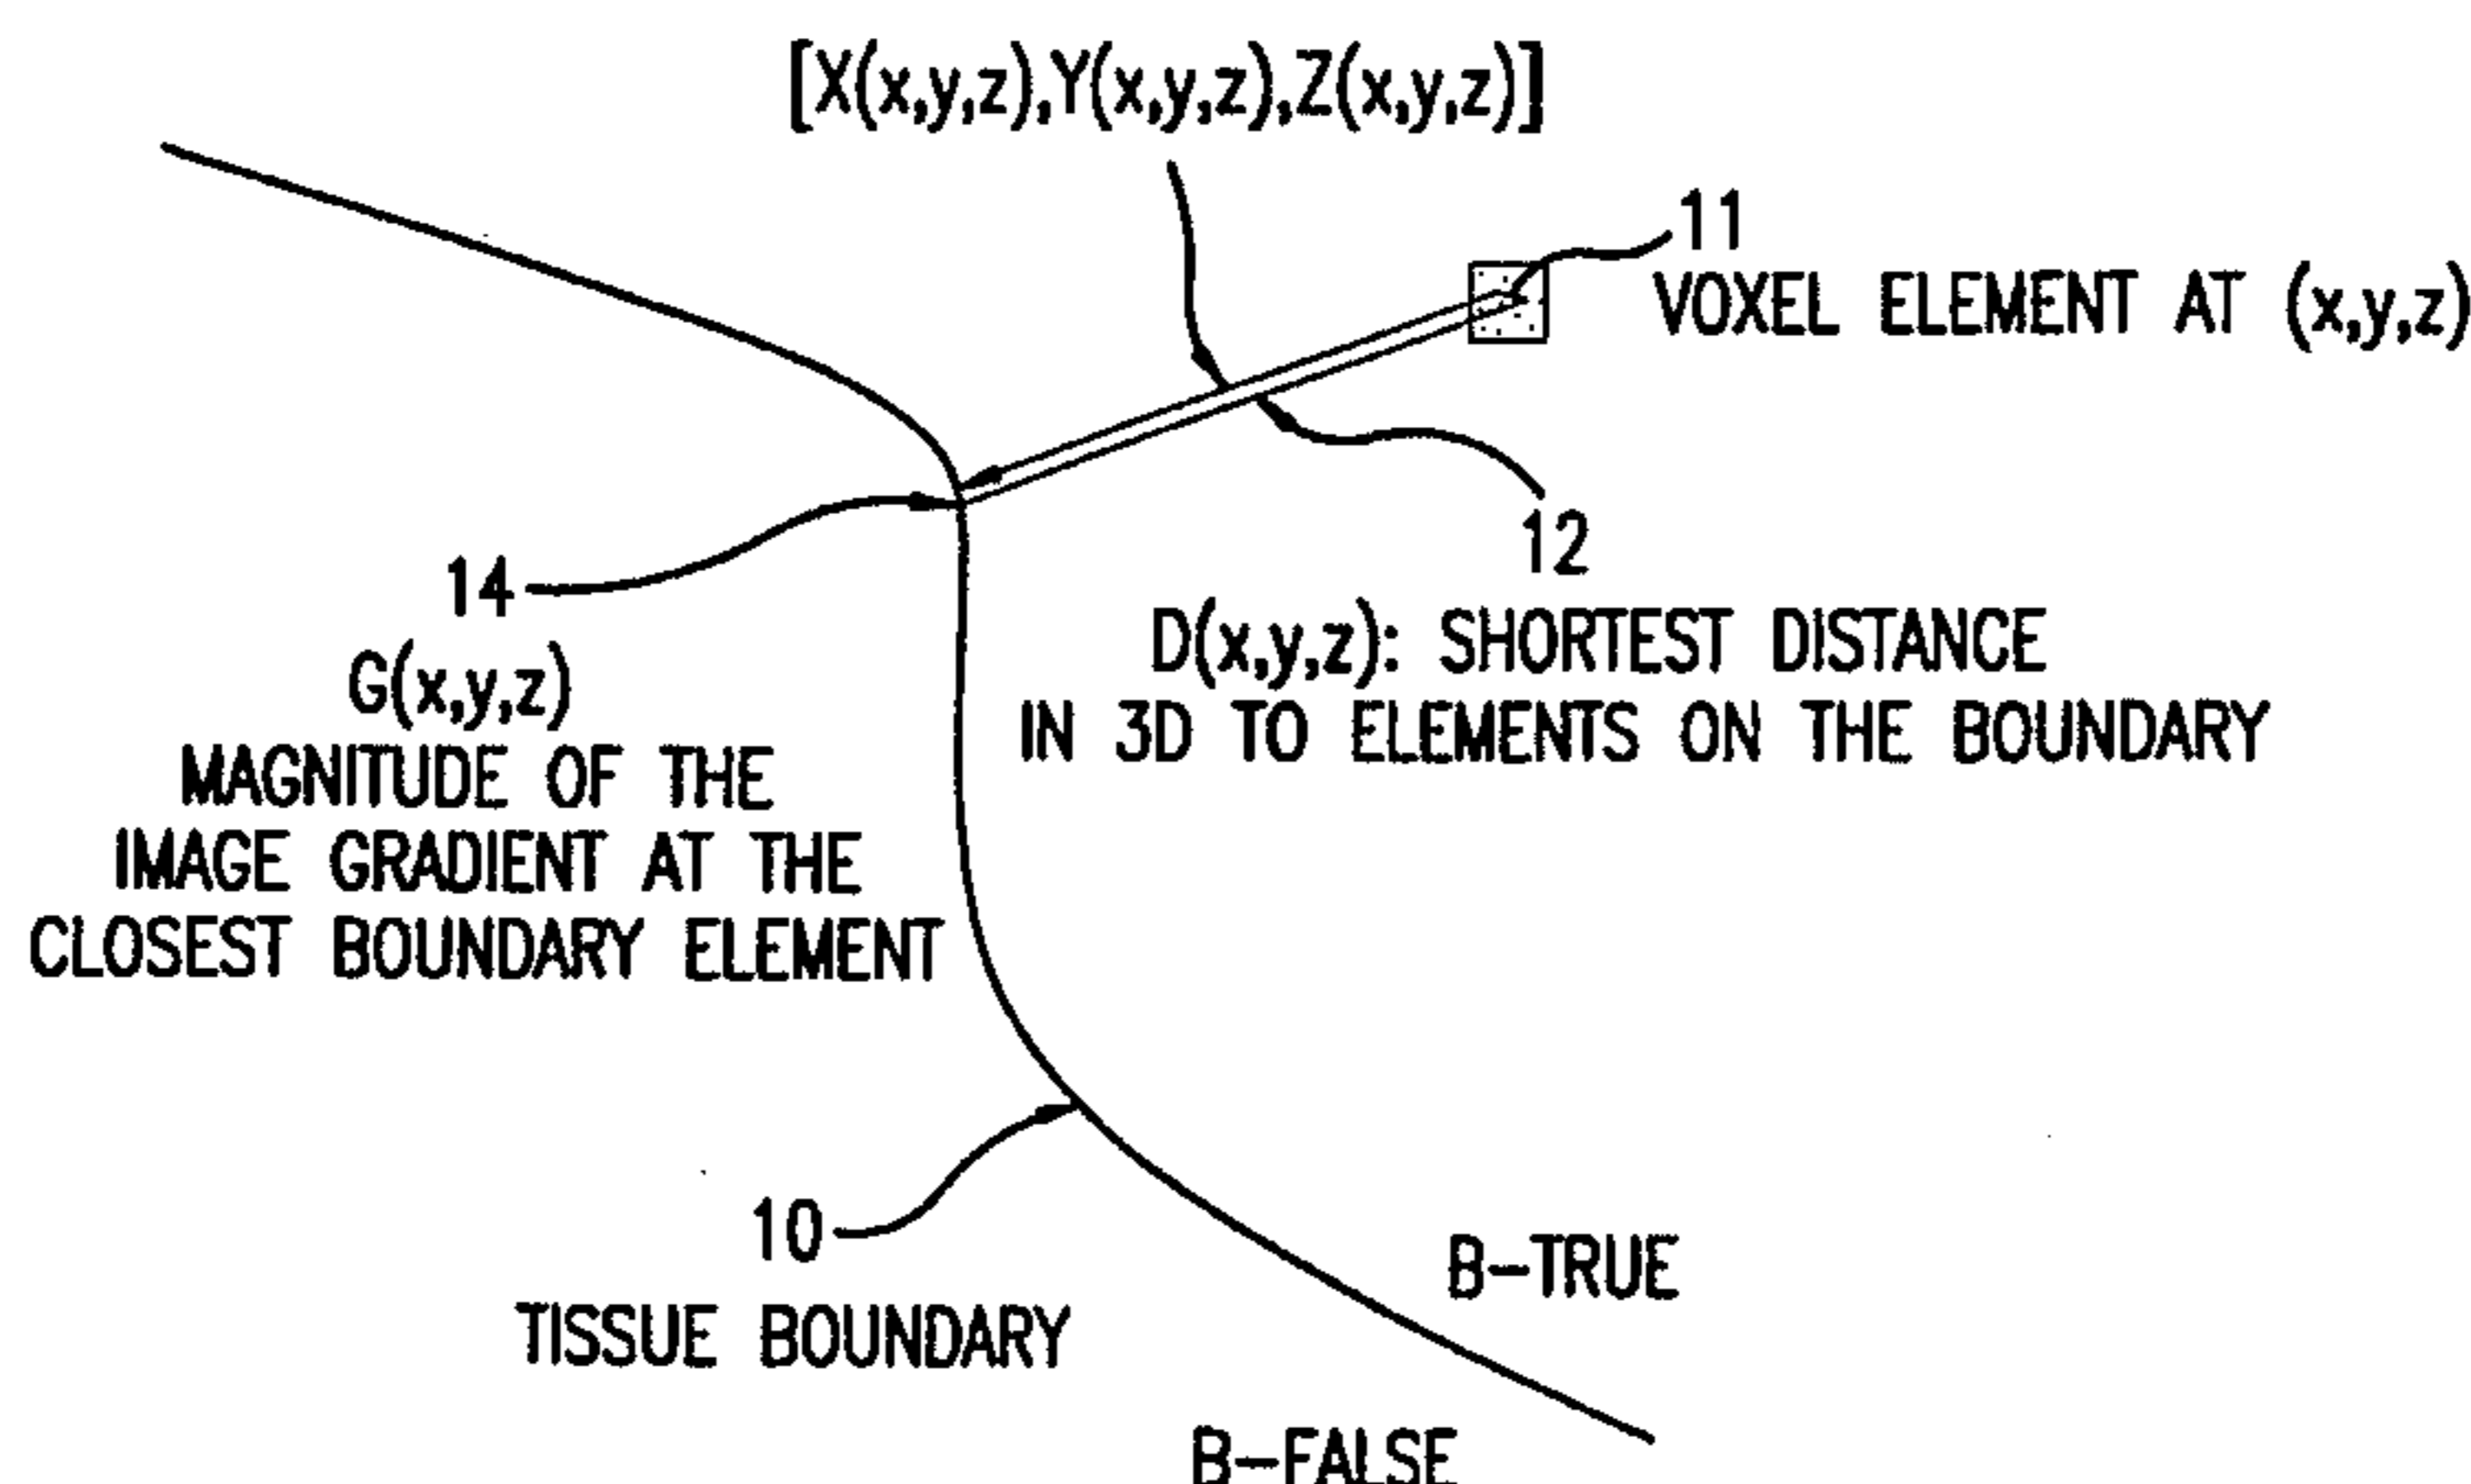 [X(x,y,z),Y(x,y,z),Z(x,y,z)]
11
VOXEL ELEMENT AT (x,y,z)
12
D(x,y,z): SHORTEST DISTANCE
IN 3D TO ELEMENTS ON THE BOUNDARY
14
G(x,y,z)
MAGNITUDE OF THE
IMAGE GRADIENT AT THE
CLOSEST BOUNDARY ELEMENT
10
TISSUE BOUNDARY
B-TRUE
B-FALSE